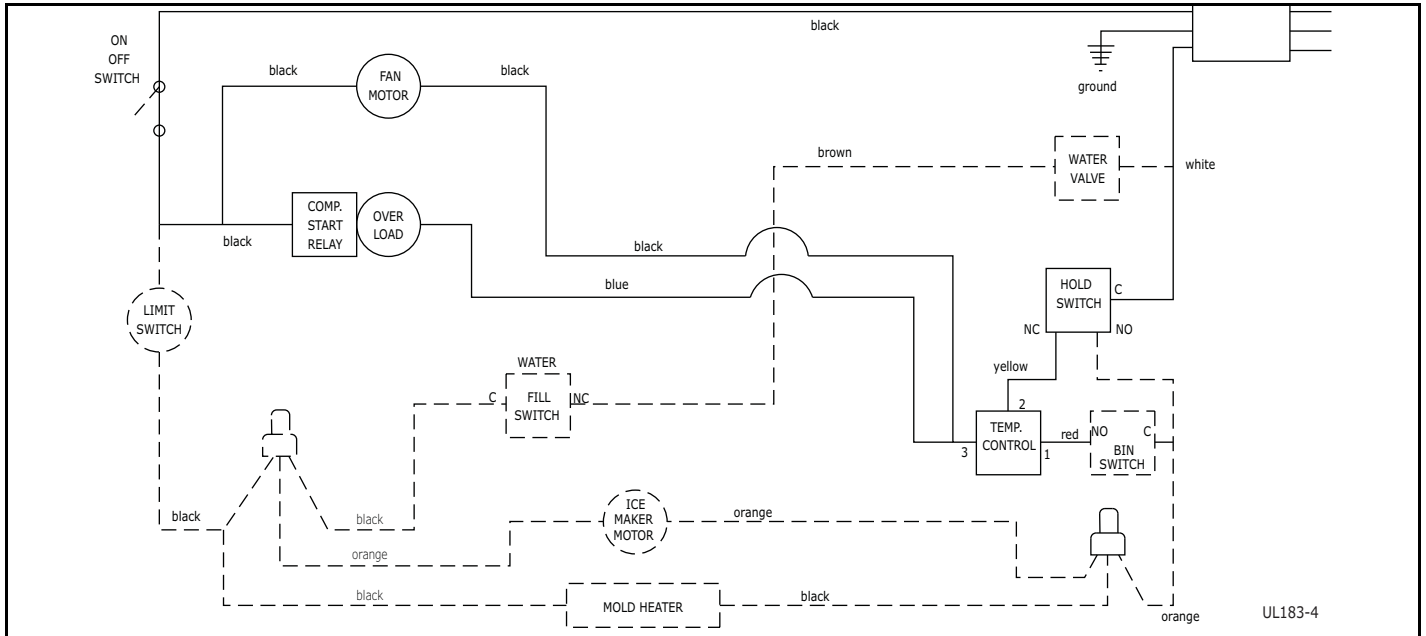 black
ON
OFF
SWITCH
black
FAN
MOTOR
black
ground
brown
WATER
VALVE
white
COMP.
START
RELAY
OVER
LOAD
black
black
blue
LIMIT
SWITCH
HOLD
SWITCH
C
NC
NO
yellow
WATER
C
FILL
SWITCH
NC
2
TEMP.
CONTROL
3
1
red
NO
C
BIN
SWITCH
black
black
orange
ICE
MAKER
MOTOR
orange
black
MOLD HEATER
black
orange
UL183-4